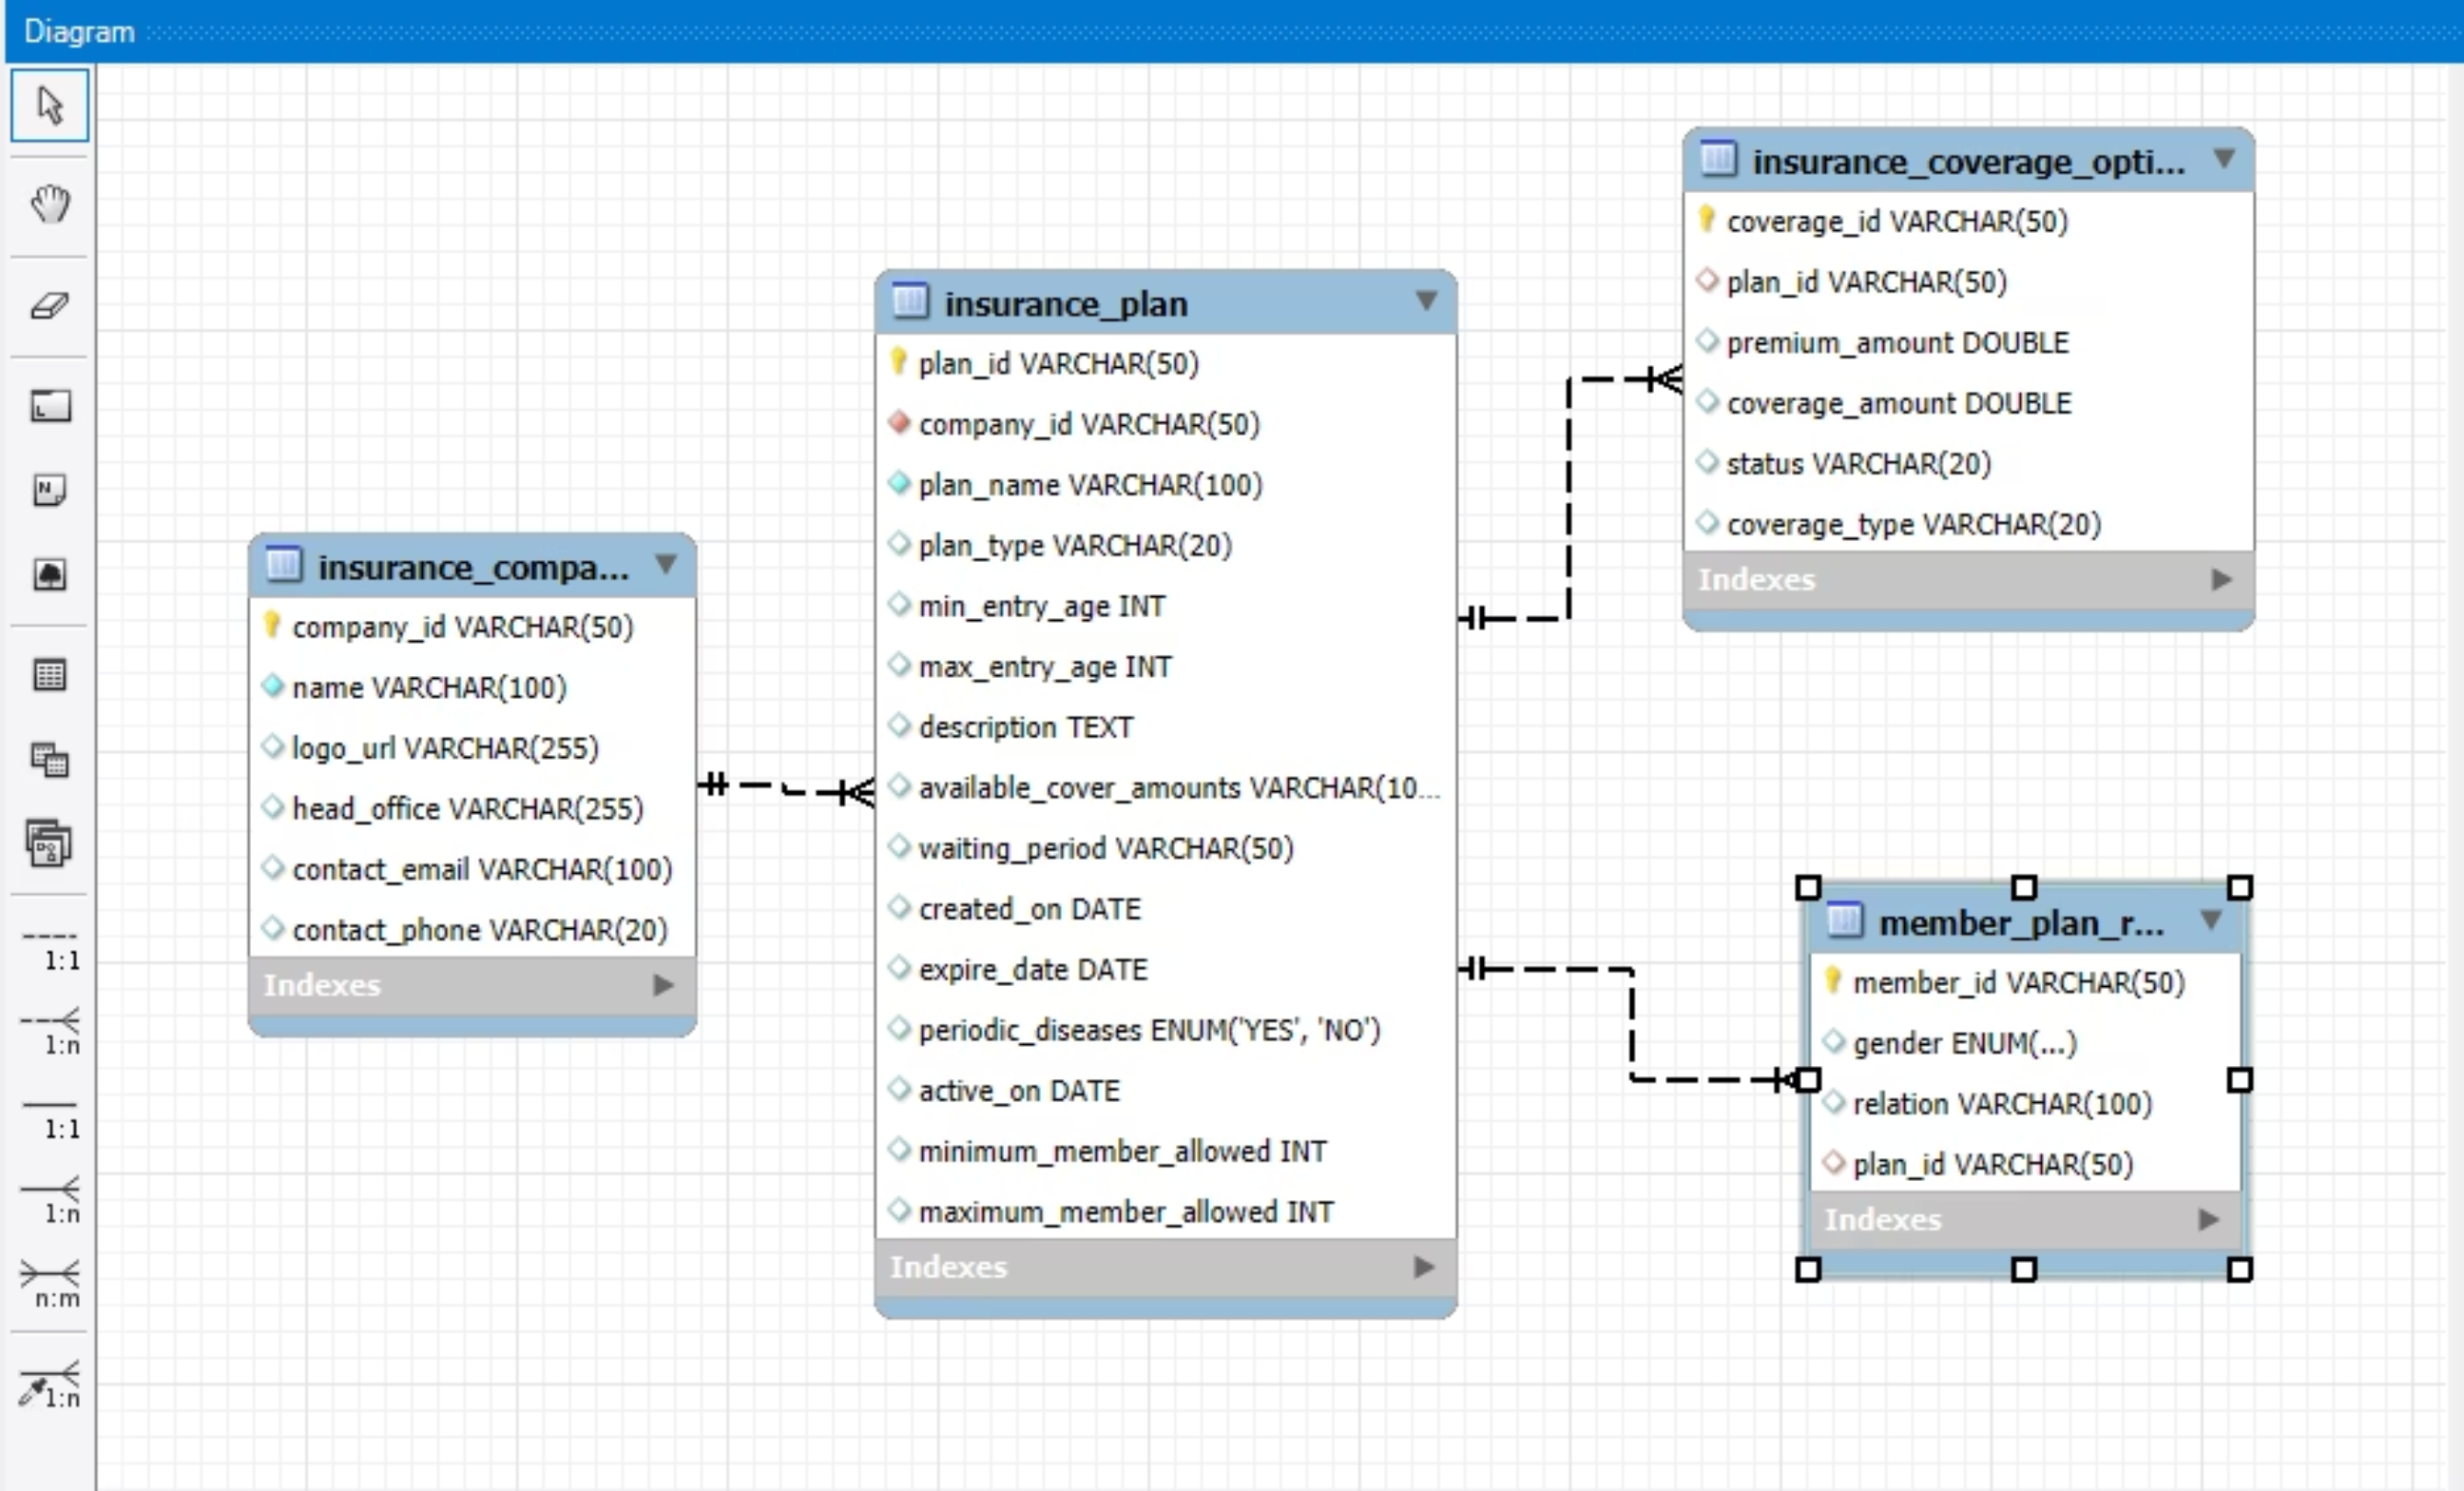 Diagram
1:1
1:n
1:1
1:n
n:m
1:n
insurance_compa...
company_id VARCHAR(50)
name VARCHAR(100)
logo_url VARCHAR(255)
head_office VARCHAR(255)
contact_email VARCHAR(100)
contact_phone VARCHAR(20)
Indexes
insurance_plan
plan_id VARCHAR(50)
company_id VARCHAR(50)
plan_name VARCHAR(100)
plan_type VARCHAR(20)
min_entry_age INT
max_entry_age INT
description TEXT
available_cover_amounts VARCHAR(10...
waiting_period VARCHAR(50)
created_on DATE
expire_date DATE
periodic_diseases ENUM('YES', 'NO')
active_on DATE
minimum_member_allowed INT
maximum_member_allowed INT
Indexes
insurance_coverage_opti...
coverage_id VARCHAR(50)
plan_id VARCHAR(50)
premium_amount DOUBLE
coverage_amount DOUBLE
status VARCHAR(20)
coverage_type VARCHAR(20)
Indexes
member_plan_r...
member_id VARCHAR(50)
gender ENUM(...)
relation VARCHAR(100)
plan_id VARCHAR(50)
Indexes